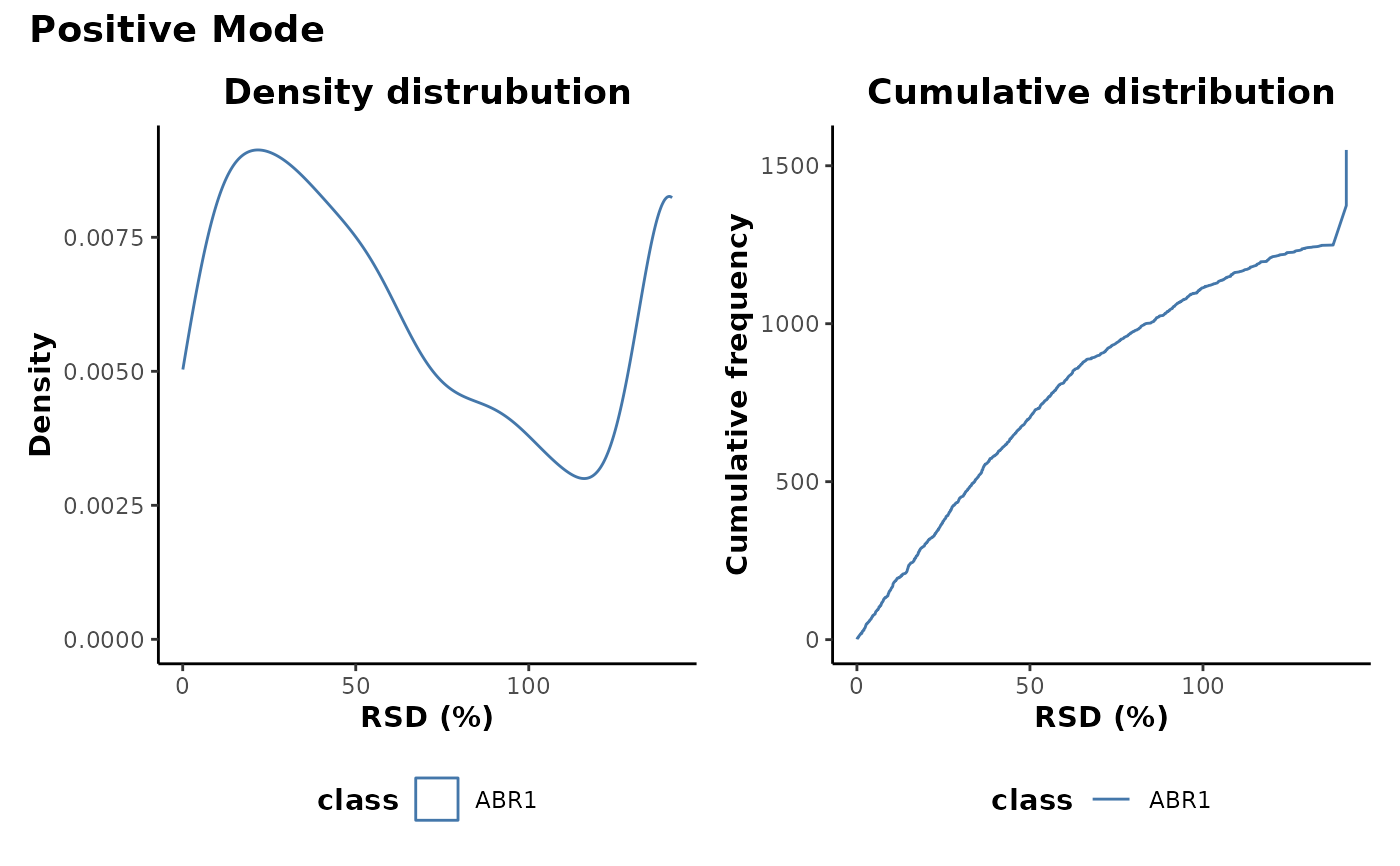 Positive Mode
Density distrubution
Density
0.0075
0.0050
0.0025
0.0000
0 50 100
RSD (%)
class ABR1
Cumulative distribution
Cumulative frequency
1500
1000
500
0
0 50 100
RSD (%)
class ABR1